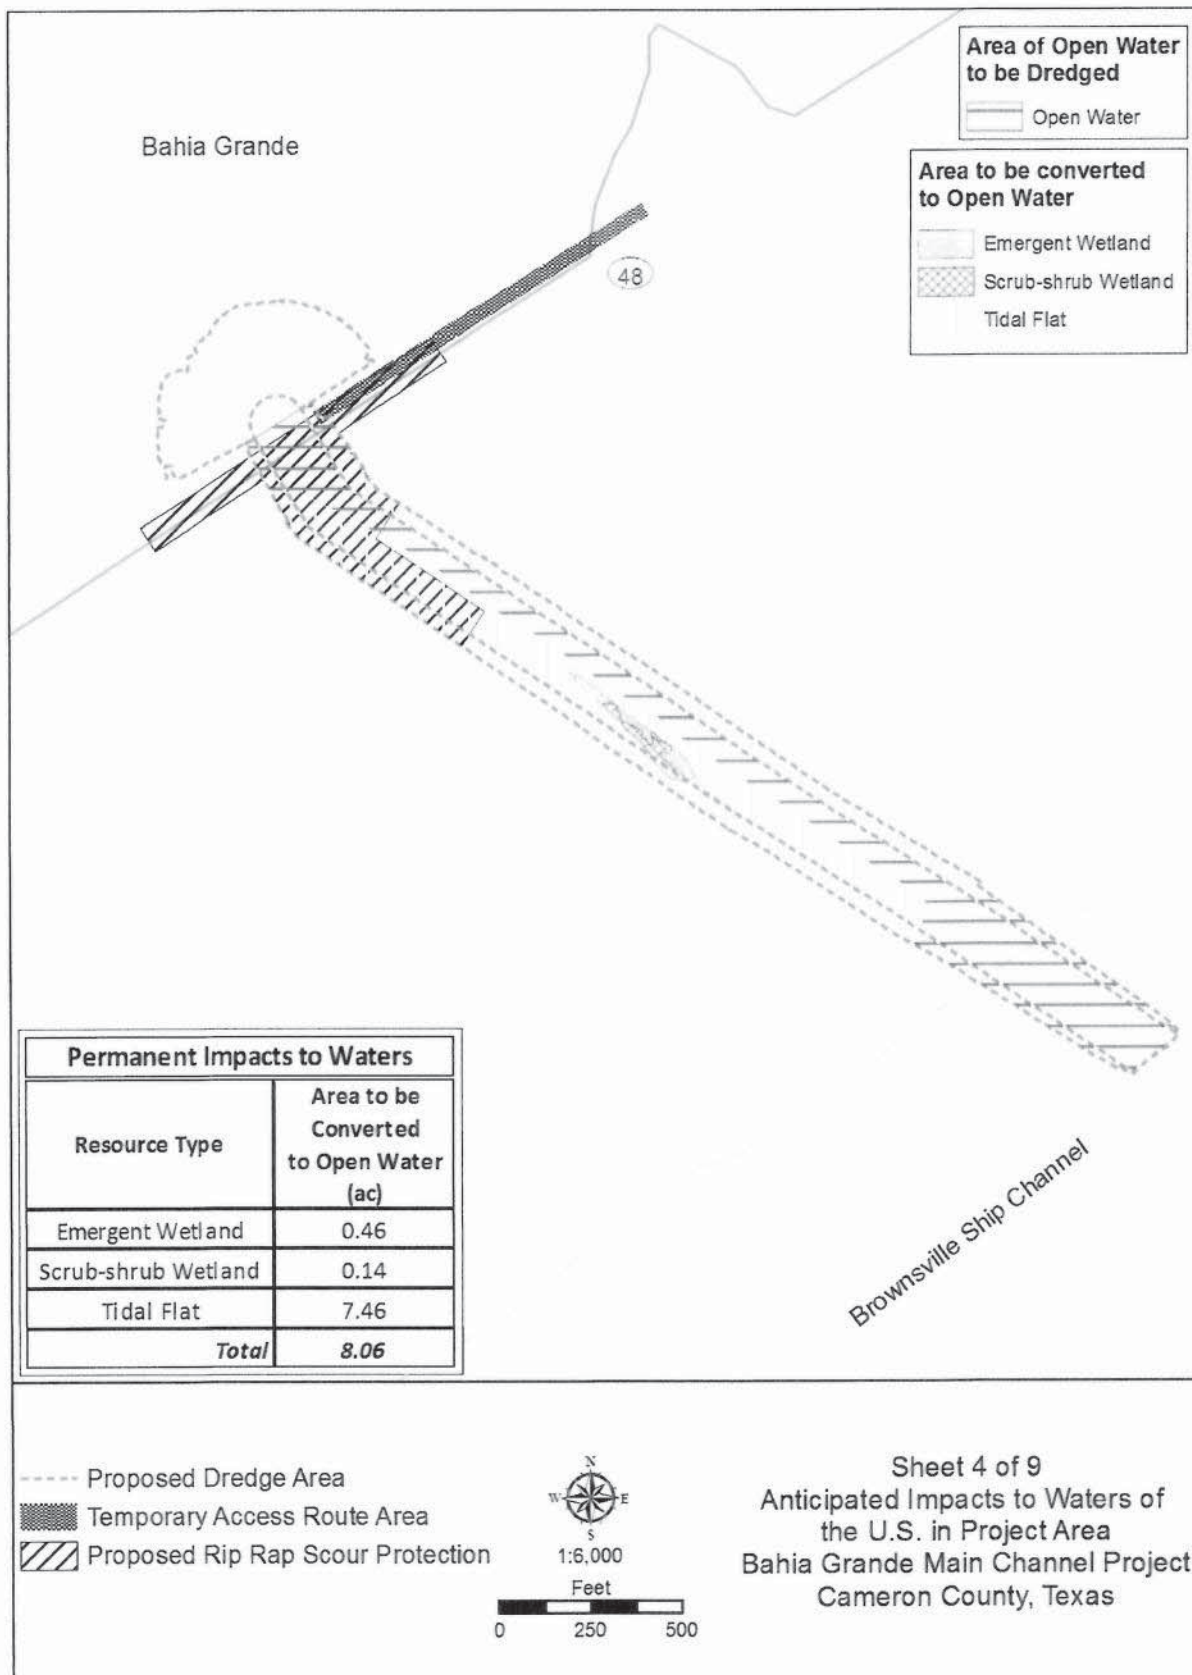 Area of Open Water
to be Dredged
Open Water
Area to be converted
to Open Water
Emergent Wetland
Scrub-shrub Wetland
Tidal Flat
Bahia Grande
48
Permanent Impacts to Waters
Resource Type
Area to be
Converted
to Open Water
(ac)
Emergent Wetland 0.46
Scrub-shrub Wetland 0.14
Tidal Flat 7.46
Total 8.06
Brownsville Ship Channel
Proposed Dredge Area
Temporary Access Route Area
Proposed Rip Rap Scour Protection
N
W E
S
1:6,000
Feet
0 250 500
Sheet 4 of 9
Anticipated Impacts to Waters of
the U.S. in Project Area
Bahia Grande Main Channel Project
Cameron County, Texas